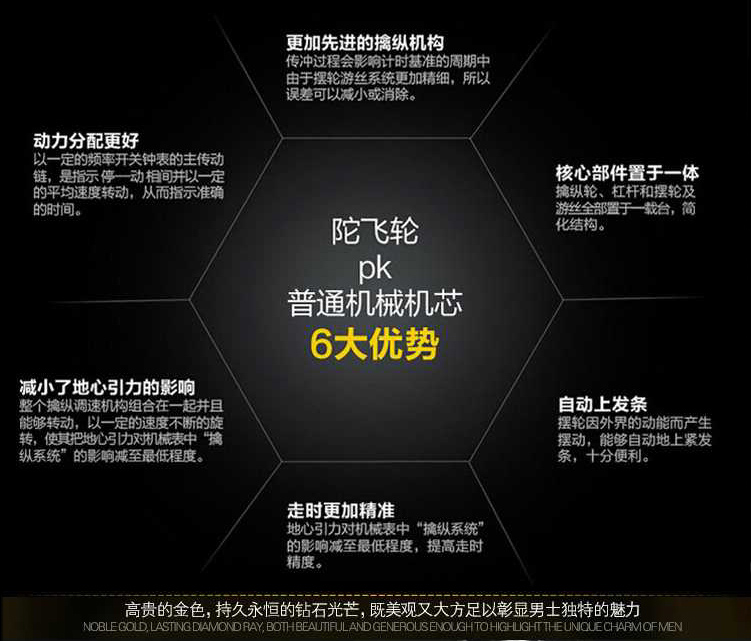 更加先进的擒纵机构
传冲过程会影响计时基准的周期中
由于摆轮游丝系统更加精细，所以
误差可以减小或消除。
动力分配更好
以一定的频率开关钟表的主传动
链，是指示 停一动 相间并以一定
的平均速度转动，从而指示准确
的时间。
核心部件置于一体
擒纵轮、杠杆和摆轮及
游丝全部置于一载台，简
化结构。
陀飞轮
pk
普通机械机芯
6大优势
减小了地心引力的影响
整个擒纵调速机构组合在一起并且
能够转动，以一定的速度不断的旋
转，使其把地心引力对机械表中“擒
纵系统”的影响减至最低程度。
自动上发条
摆轮因外界的动能而产生
摆动，能够自动地上紧发
条，十分便利。
走时更加精准
地心引力对机械表中“擒纵系统”
的影响减至最低程度，提高走时
精度。
高贵的金色，持久永恒的钻石光芒，既美观又大方足以彰显男士独特的魅力
NOBLE GOLD, LASTING DIAMOND RAY, BOTH BEAUTIFUL AND GENEROUS ENOUGH TO HIGHLIGHT THE UNIQUE CHARM OF MEN